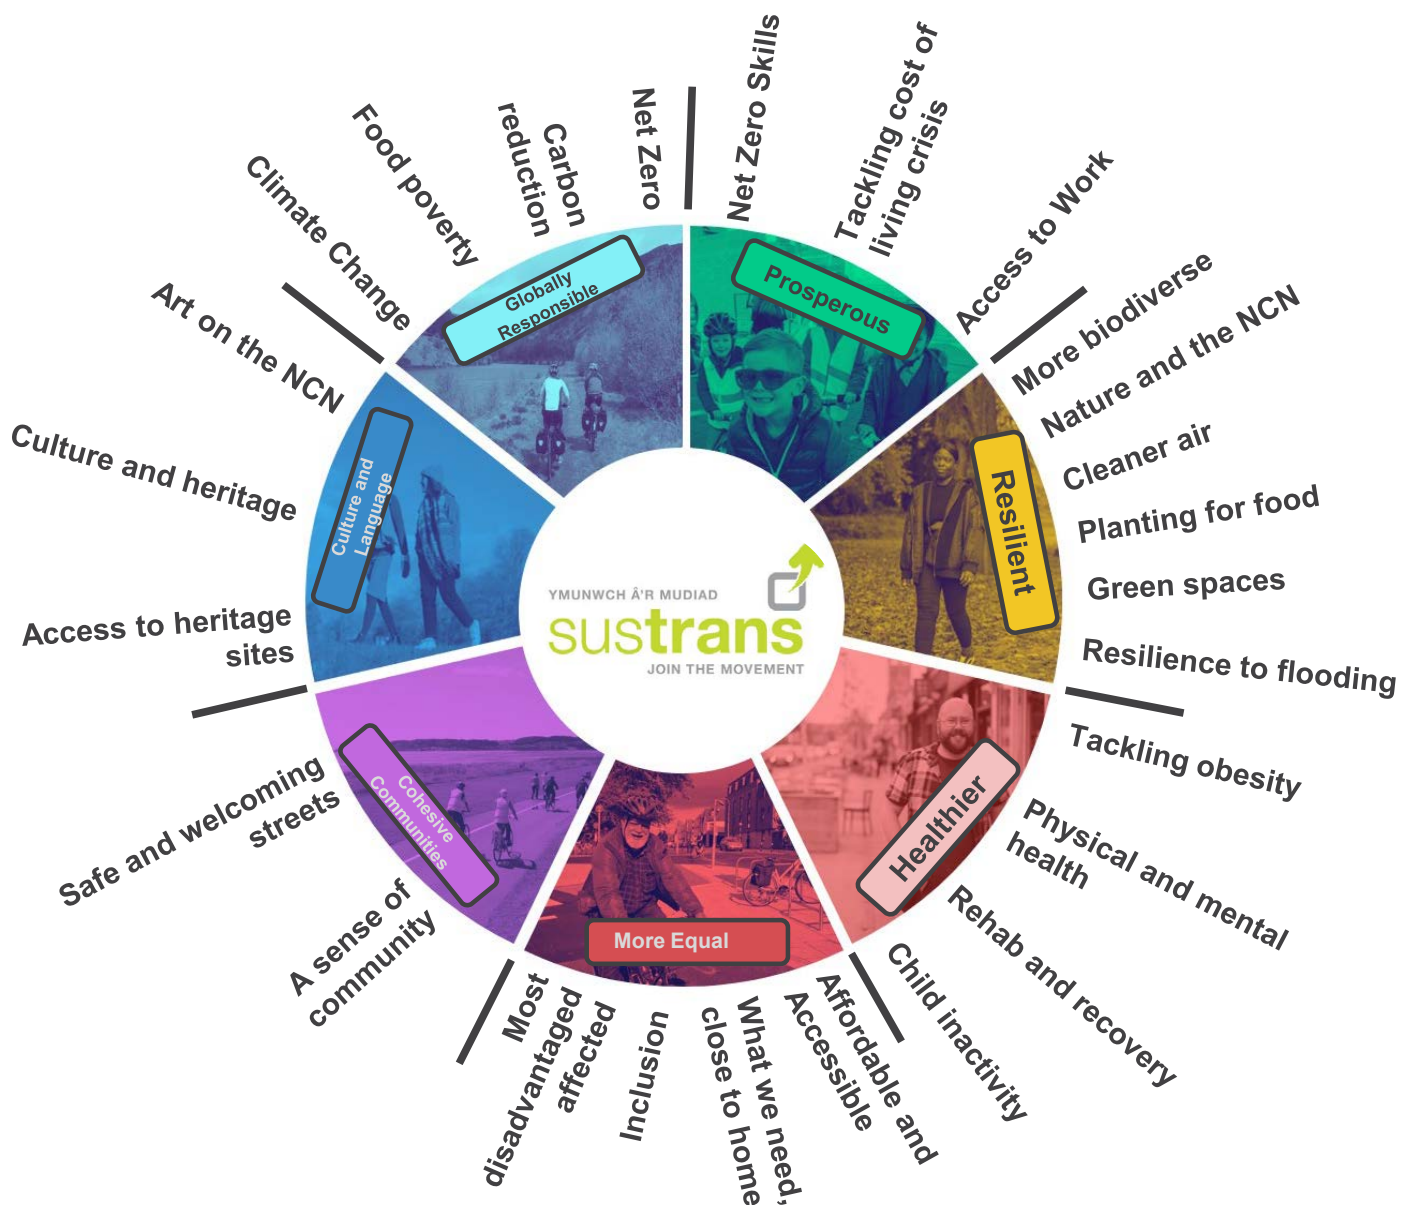 Net Zero Skills
Tackling cost of
living crisis
Access to Work
Prosperous
More biodiverse
Nature and the NCN
Cleaner air
Planting for food
Green spaces
Resilience to flooding
Resilient
Tackling obesity
Physical and mental
health
Rehab and recovery
Child inactivity
Healthier
Affordable and
Accessible
What we need,
close to home
Inclusion
Most
disadvantaged
affected
More Equal
A sense of
community
Safe and welcoming
streets
Cohesive
Communities
Access to heritage
sites
Culture and heritage
Art on the NCN
Culture and
Language
Climate Change
Food poverty
Carbon
reduction
Net Zero
Globally
Responsible
YMUNWCH Â'R MUDIAD
sustrans
JOIN THE MOVEMENT